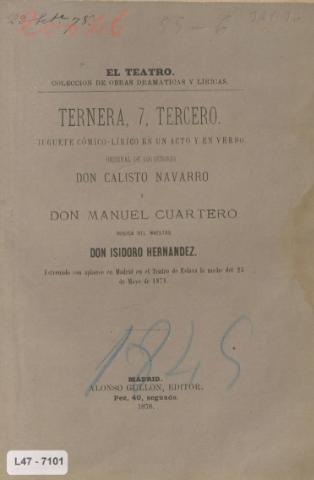 EL TEATRO.
COLECCION DE OBRAS DRAMÁTICAS Y LÍRICAS.
TERNERA, 7, TERCERO.
JUGUETE CÓMICO-LÍRICO EN UN ACTO Y EN VERSO
ORIGINAL DE LOS SEÑORES
DON CALISTO NAVARRO
Y
DON MANUEL CUARTERO
MÚSICA DEL MAESTRO
DON ISIDORO HERNANDEZ.
Estrenado con aplauso en Madrid en el Teatro de Eslava la noche del 25
de Mayo de 1878.
1845
MADRID.
ALONSO GULLON, EDITOR.
Pez, 40, segundo
1878.
L47 - 7101